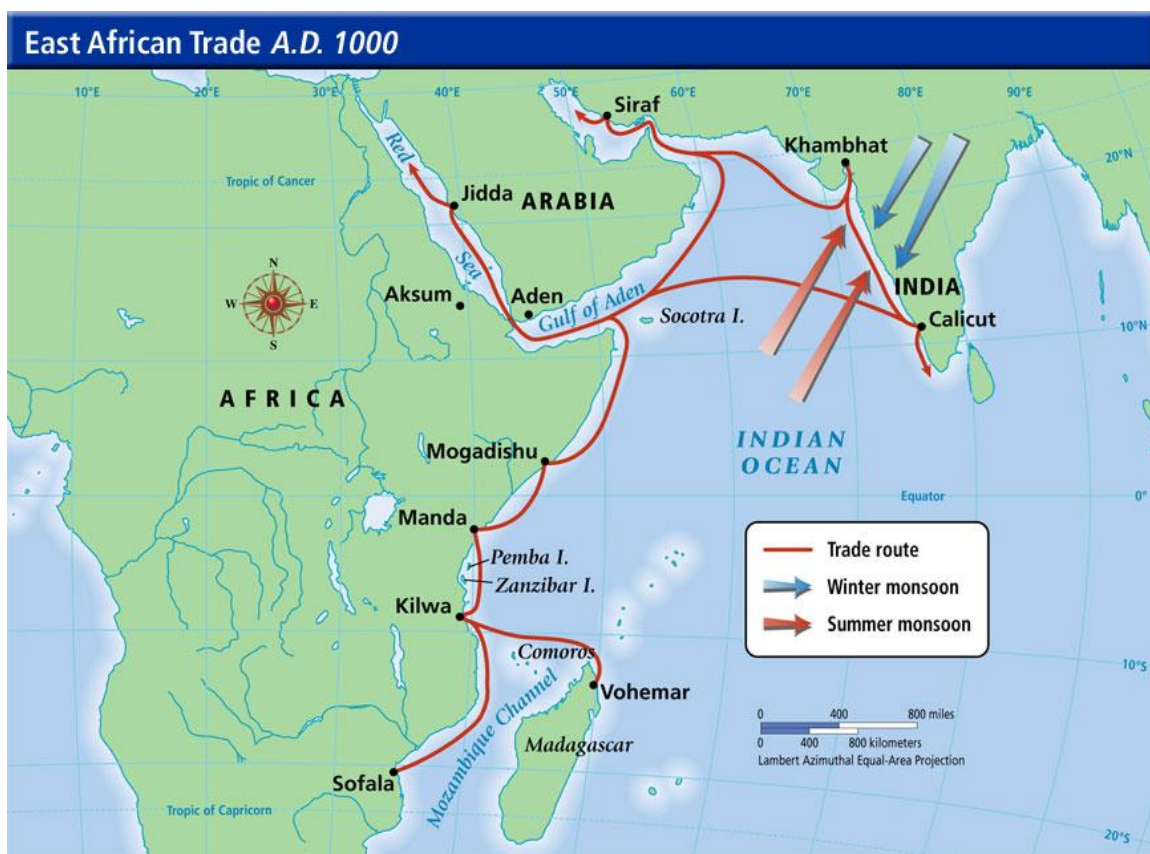 East African Trade A.D. 1000
10°E
20°E
30°E
40°E
50°E
60°E
70°E
80°E
90°E
Siraf
Khambhat
20°N
Red
Sea
Tropic of Cancer
Jidda
ARABIA
N
W
E
S
Aksum
Aden
Gulf of Aden
Socotra I.
INDIA
Calicut
10°N
AFRICA
Mogadishu
INDIAN
OCEAN
Equator
0°
Manda
Pemba I.
Zanzibar I.
Kilwa
Trade route
Winter monsoon
Summer monsoon
Comoros
10°S
Vohemar
Mozambique Channel
Madagascar
0 400 800 miles
0 400 800 kilometers
Lambert Azimuthal Equal-Area Projection
Sofala
Tropic of Capricorn
20°S